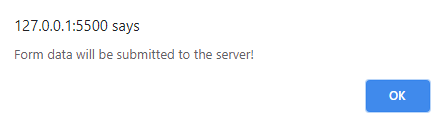 127.0.0.1:5500 says
Form data will be submitted to the server!
OK